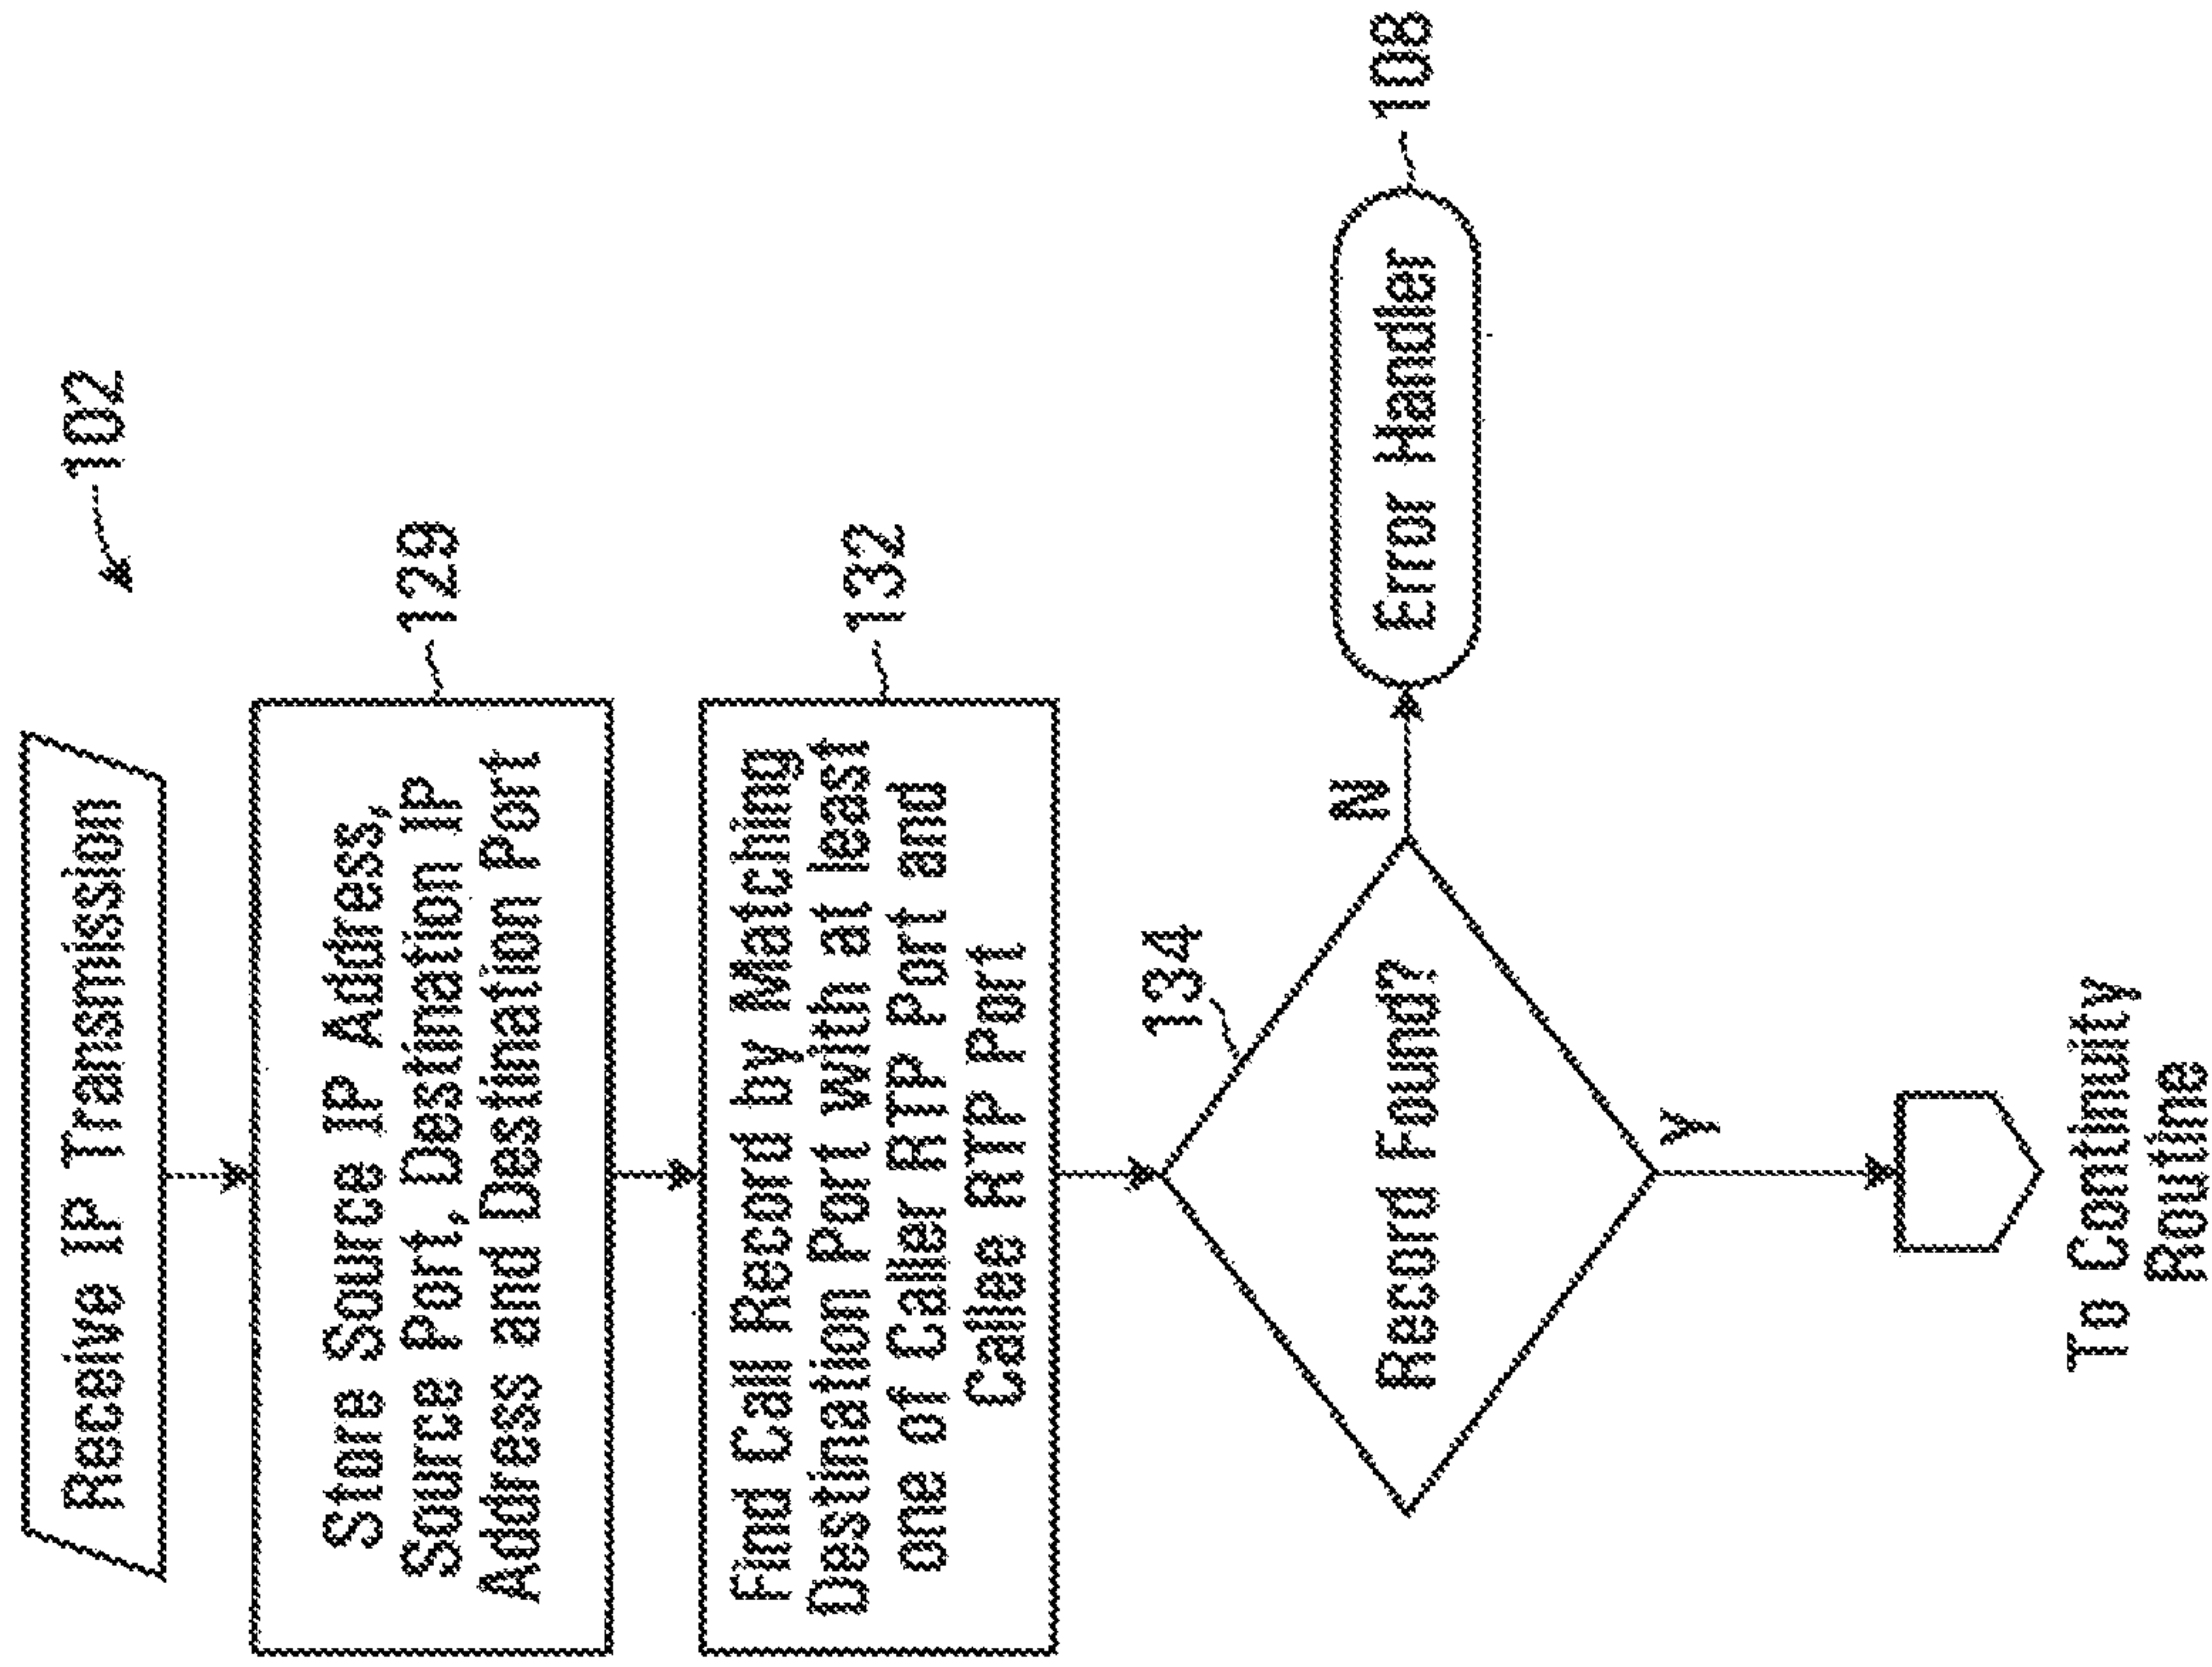 102
Receive IP Transmission
129
Store Source IP Address,
Source Port, Destination IP
Address and Destination Port
132
Find Call Record by Matching
Destination Port with at least
one of Caller RTP Port and
Callee RTP Port
134
Record Found?
N
Error Handler
108
Y
To Continuity
Routine